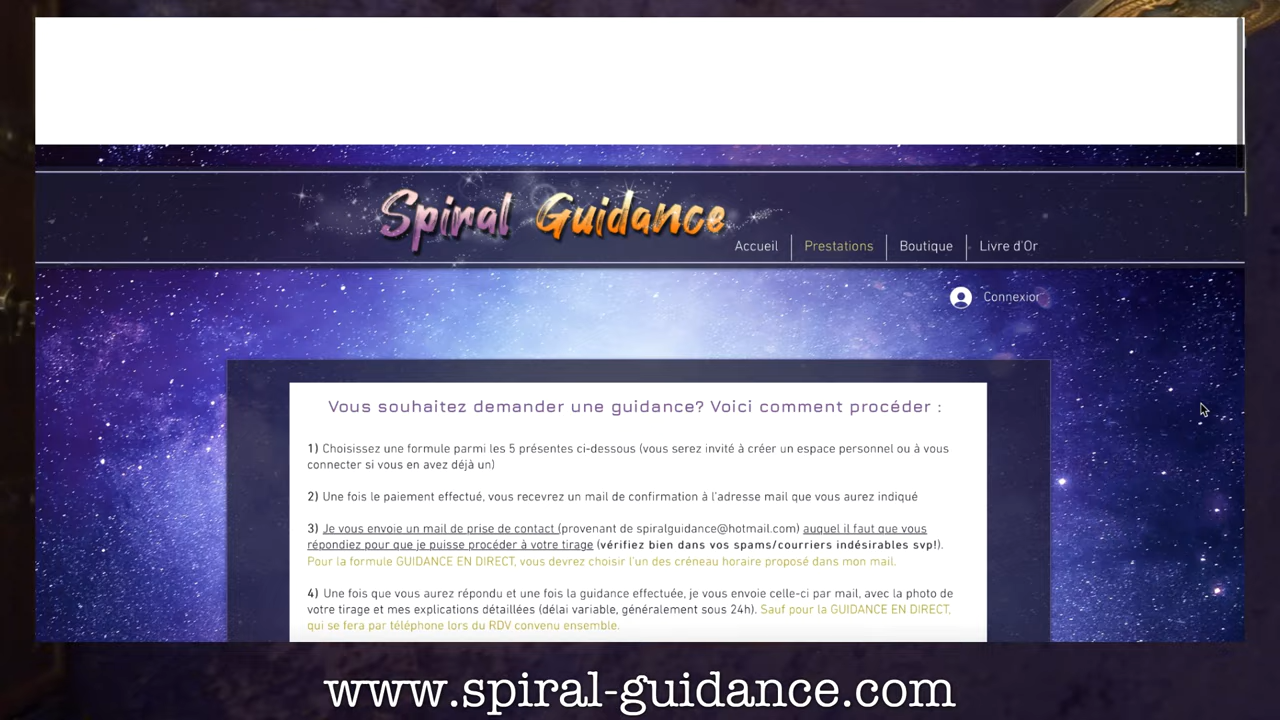 Spiral Guidance
Accueil
Prestations
Boutique
Livre d'Or
Connexion
Vous souhaitez demander une guidance? Voici comment procéder :
1) Choisissez une formule parmi les 5 présentes ci-dessous (vous serez invité à créer un espace personnel ou à vous
connecter si vous en avez déjà un)
2) Une fois le paiement effectué, vous recevrez un mail de confirmation à l'adresse mail que vous aurez indiqué
3) Je vous envoie un mail de prise de contact (provenant de spiralguidance@hotmail.com) auquel il faut que vous
répondiez pour que je puisse procéder à votre tirage (vérifiez bien dans vos spams/courriers indésirables svp!).
Pour la formule GUIDANCE EN DIRECT, vous devrez choisir l'un des créneau horaire proposé dans mon mail.
4) Une fois que vous aurez répondu et une fois la guidance effectuée, je vous envoie celle-ci par mail, avec la photo de
votre tirage et mes explications détaillées (délai variable, généralement sous 24h). Sauf pour la GUIDANCE EN DIRECT,
qui se fera par téléphone lors du RDV convenu ensemble.
www.spiral-guidance.com